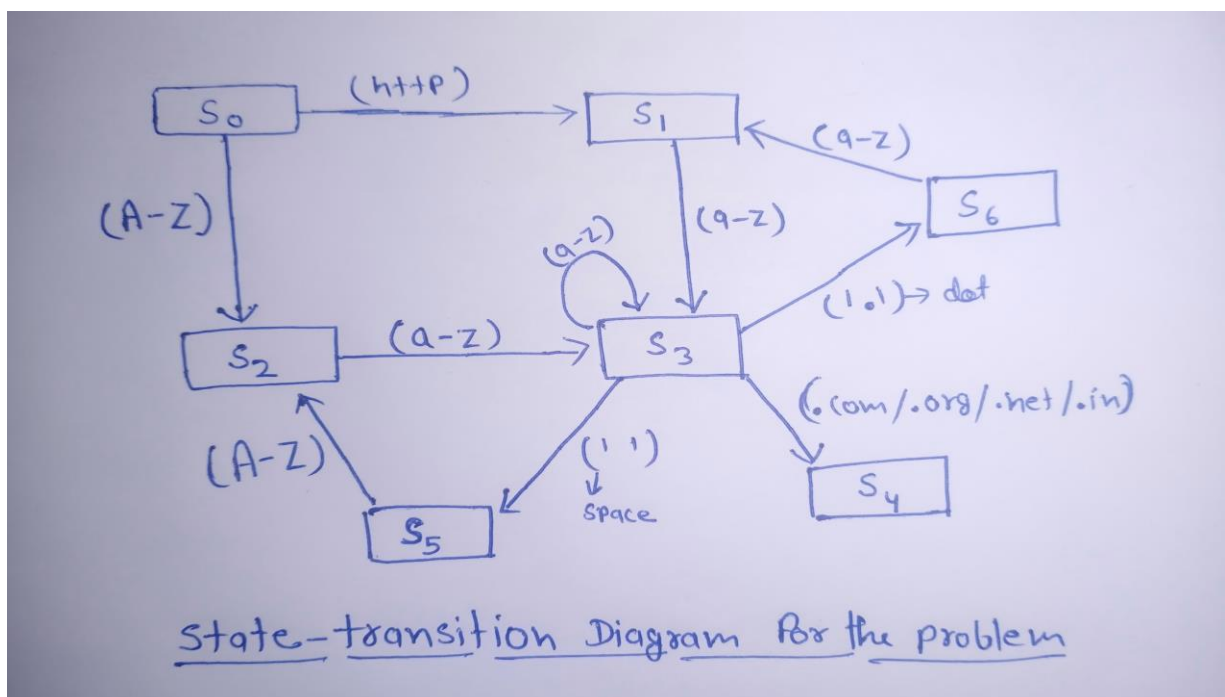 (http)
S0
S1
(a-z)
S6
(A-Z)
(a-z)
(a-z)
('.')→ dot
S2
(a-z)
S3
(.com/.org/.net/.in)
(A-Z)
(' ')
space
S4
S5
State-transition Diagram for the problem